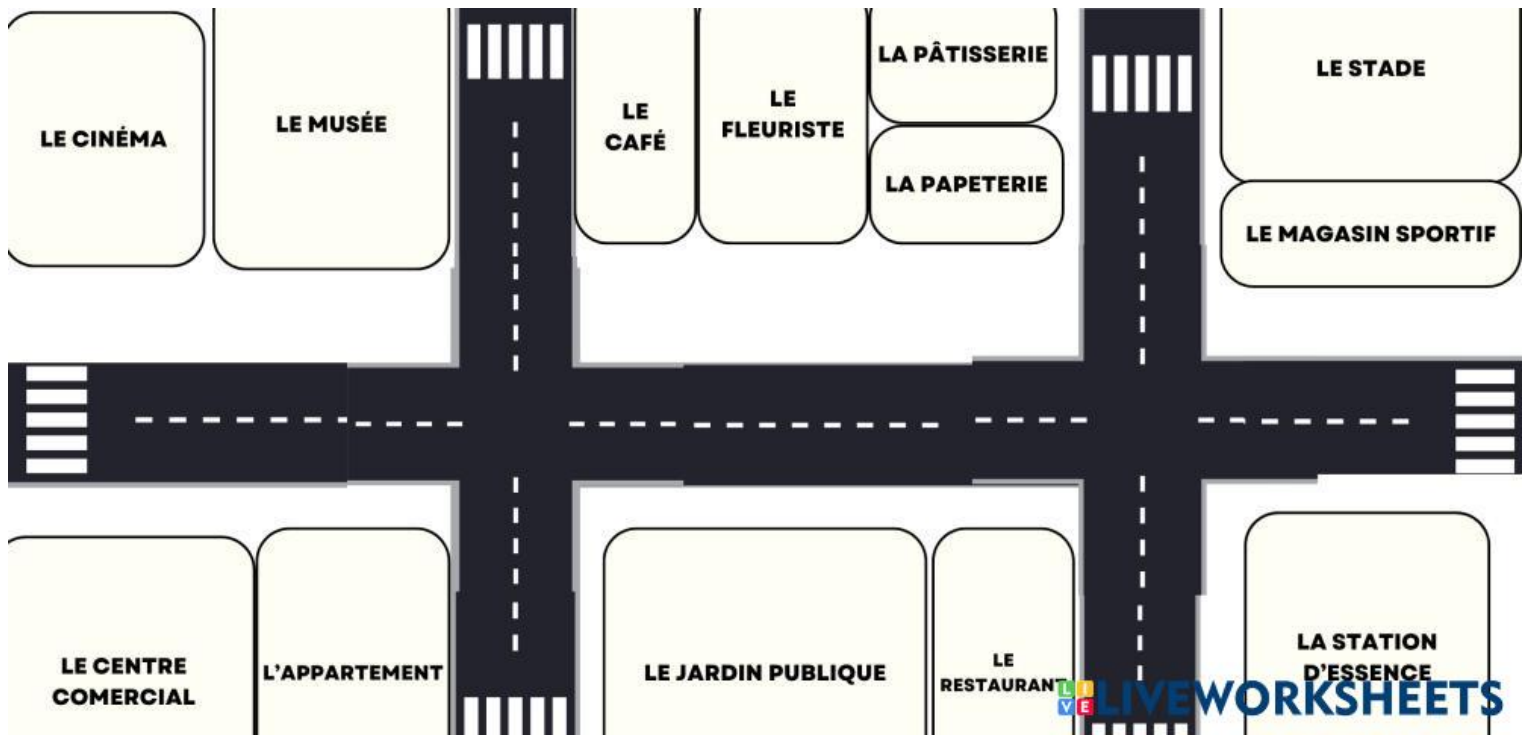 LE CINÉMA
LE MUSÉE
LE
CAFÉ
LE
FLEURISTE
LA PÂTISSERIE
LA PAPETERIE
LE STADE
LE MAGASIN SPORTIF
LE CENTRE
COMERCIAL
L'APPARTEMENT
LE JARDIN PUBLIQUE
LE
RESTAURANT
LA STATION
D'ESSENCE
LIVE LIVEWORKSHEETS